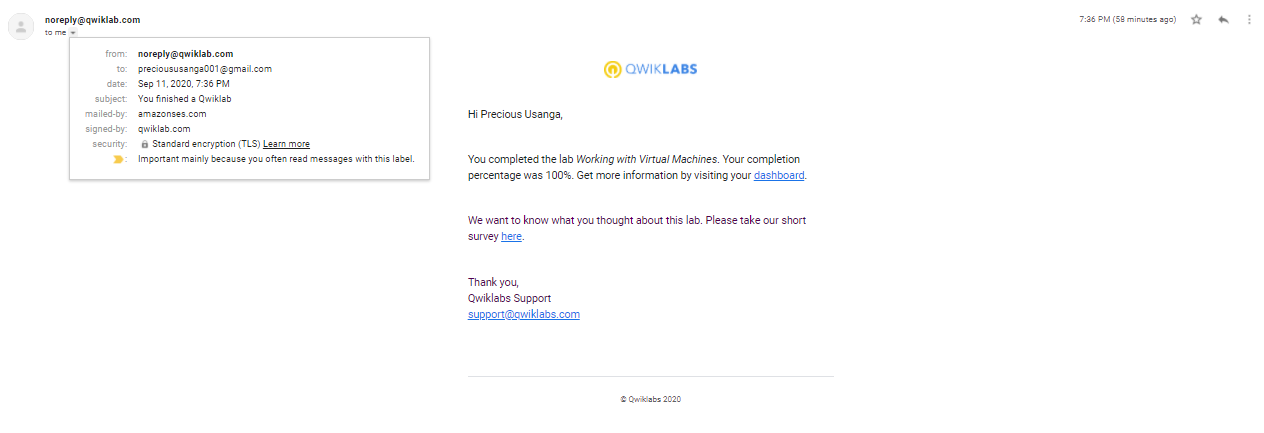 noreply@qwiklab.com
7:36 PM (58 minutes ago)
to me
from: noreply@qwiklab.com
to: precioususanga001@gmail.com
date: Sep 11, 2020, 7:36 PM
subject: You finished a Qwiklab
mailed-by: amazonses.com
signed-by: qwiklab.com
security: Standard encryption (TLS) Learn more
: Important mainly because you often read messages with this label.
QWIKLABS
Hi Precious Usanga,
You completed the lab Working with Virtual Machines. Your completion
percentage was 100%. Get more information by visiting your dashboard.
We want to know what you thought about this lab. Please take our short
survey here.
Thank you,
Qwiklabs Support
support@qwiklabs.com
© Qwiklabs 2020